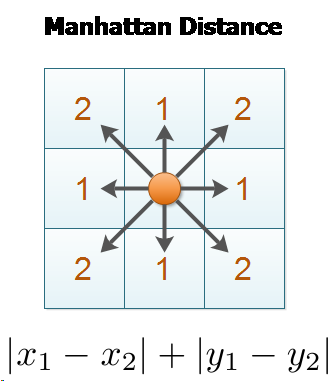 Manhattan Distance
2 1 2
1 1
2 1 2
|x₁ − x₂| + |y₁ − y₂|